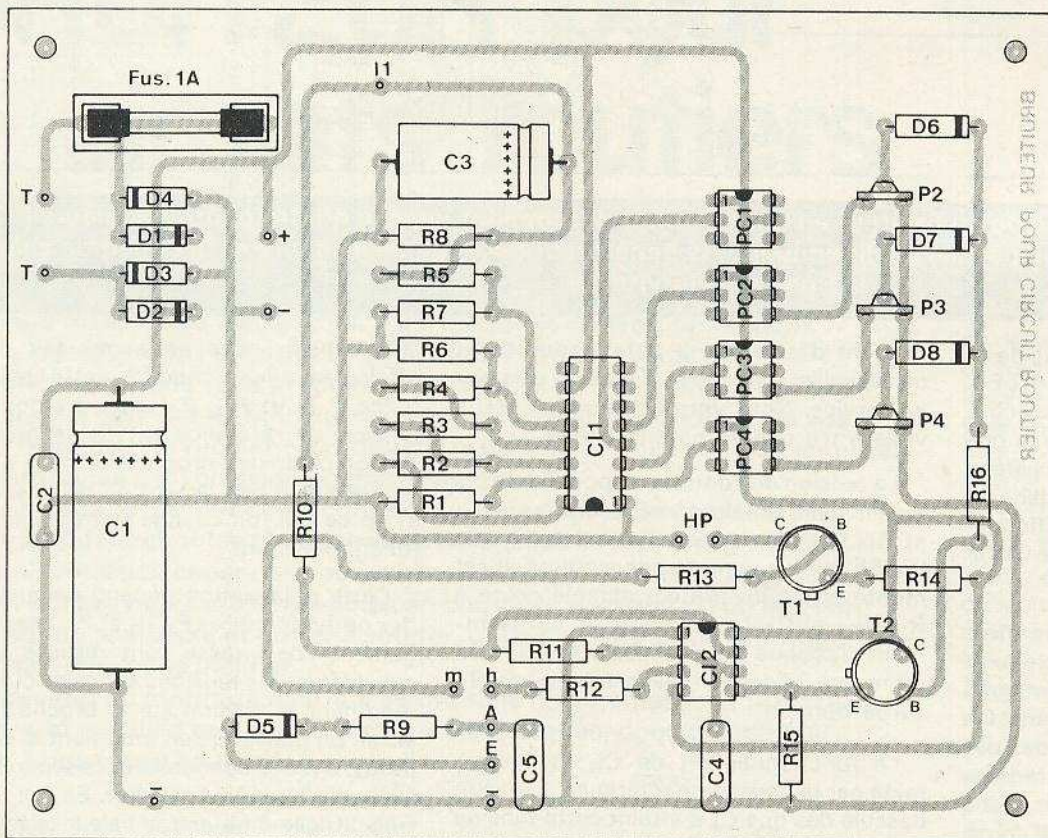 Fus. 1A
I1
C3
D6
T
D4
P2
PC1
D1
+
R8
D7
T
D3
R5
PC2
D2
-
R7
P3
R6
PC3
D8
R4
CI1
P4
R3
PC4
R2
C2
C1
R1
R16
R10
HP
C
B
R13
E
R14
T1
T2
R11
CI2
C
m
h
R12
E
B
D5
R9
A
E
C5
C4
R15
-
-
1
1
1
1
1
1
+ + + + + +
+ + + + + +
BRUITEUR POUR CIRCUIT ROUTIER